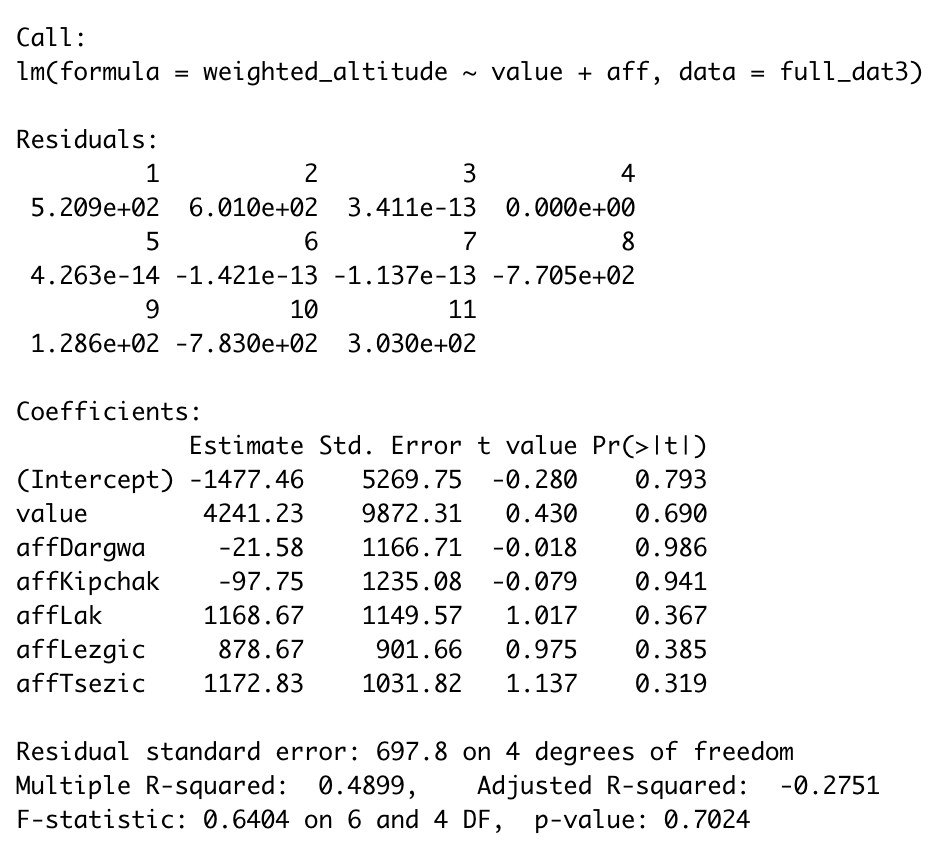 Call:
lm(formula = weighted_altitude ~ value + aff, data = full_dat3)
Residuals:
1 2 3 4
5.209e+02 6.010e+02 3.411e-13 0.000e+00
5 6 7 8
4.263e-14 -1.421e-13 -1.137e-13 -7.705e+02
9 10 11
1.286e+02 -7.830e+02 3.030e+02
Coefficients:
Estimate Std. Error t value Pr(>|t|)
(Intercept) -1477.46 5269.75 -0.280 0.793
value 4241.23 9872.31 0.430 0.690
affDargwa -21.58 1166.71 -0.018 0.986
affKipchak -97.75 1235.08 -0.079 0.941
affLak 1168.67 1149.57 1.017 0.367
affLezgic 878.67 901.66 0.975 0.385
affTsezic 1172.83 1031.82 1.137 0.319
Residual standard error: 697.8 on 4 degrees of freedom
Multiple R-squared: 0.4899, Adjusted R-squared: -0.2751
F-statistic: 0.6404 on 6 and 4 DF, p-value: 0.7024